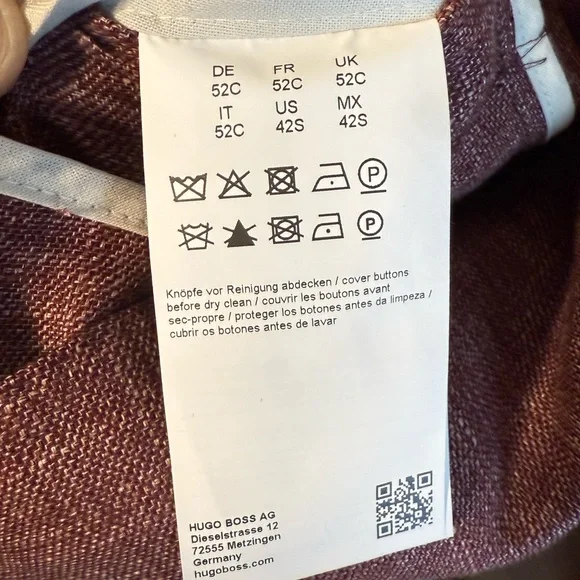 DE FR UK
52C 52C 52C
IT US MX
52C 42S 42S
P
P
Knöpfe vor Reinigung abdecken / cover buttons
before dry clean / couvrir les boutons avant
sec-propre / proteger los botones antes da limpeza /
cubrir os botones antes de lavar
HUGO BOSS AG
Dieselstrasse 12
72555 Metzingen
Germany
hugoboss.com